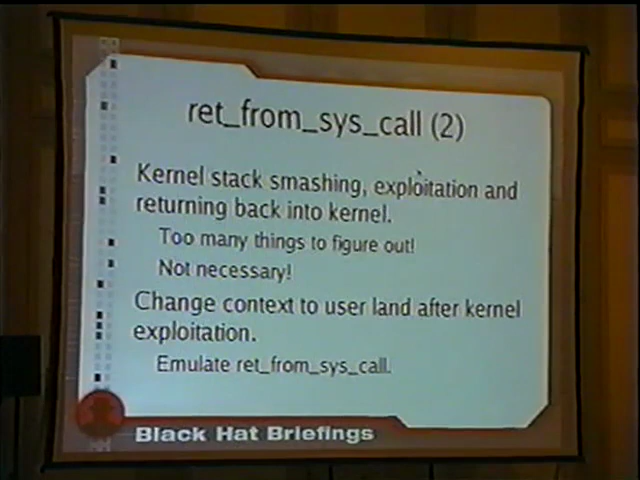 ret_from_sys_call (2)
Kernel stack smashing, exploitation and
returning back into kernel.
Too many things to figure out!
Not necessary!
Change context to user land after kernel
exploitation.
Emulate ret_from_sys_call.
Black Hat Briefings